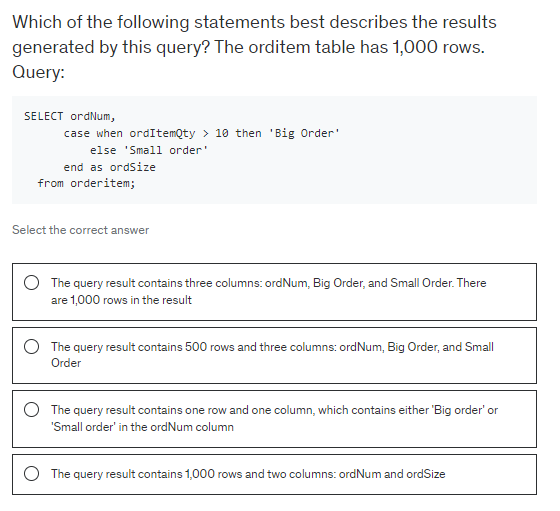 Which of the following statements best describes the results
generated by this query? The orditem table has 1,000 rows.
Query:
SELECT ordNum,
case when ordItemQty > 10 then 'Big Order'
else 'Small order'
end as ordSize
from orderitem;
Select the correct answer
The query result contains three columns: ordNum, Big Order, and Small Order. There
are 1,000 rows in the result
The query result contains 500 rows and three columns: ordNum, Big Order, and Small
Order
The query result contains one row and one column, which contains either 'Big order' or
'Small order' in the ordNum column
The query result contains 1,000 rows and two columns: ordNum and ordSize